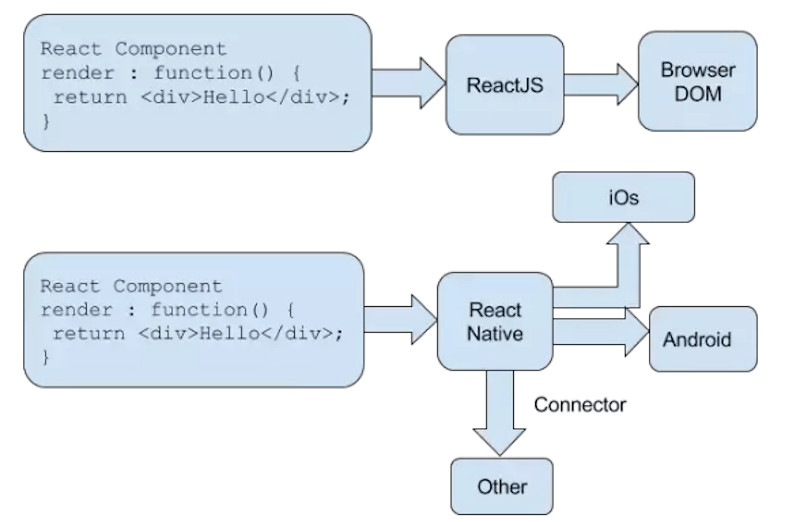 React Component
render : function() {
return <div>Hello</div>;
}
ReactJS
Browser
DOM
iOs
React Component
render : function() {
return <div>Hello</div>;
}
React
Native
Android
Connector
Other